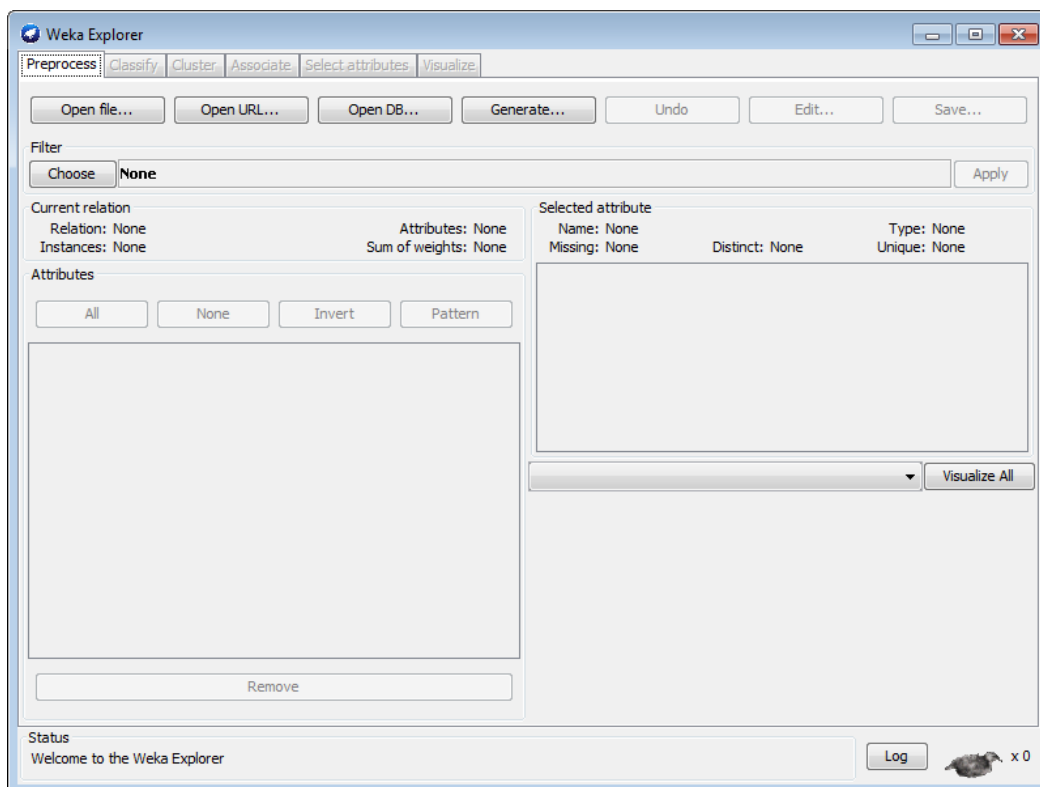 Weka Explorer
Preprocess Classify Cluster Associate Select attributes Visualize
Open file... Open URL... Open DB... Generate... Undo Edit... Save...
Filter
Choose None Apply
Current relation
Relation: None Attributes: None
Instances: None Sum of weights: None
Selected attribute
Name: None Type: None
Missing: None Distinct: None Unique: None
Attributes
All None Invert Pattern
Visualize All
Remove
Status
Welcome to the Weka Explorer
Log x 0